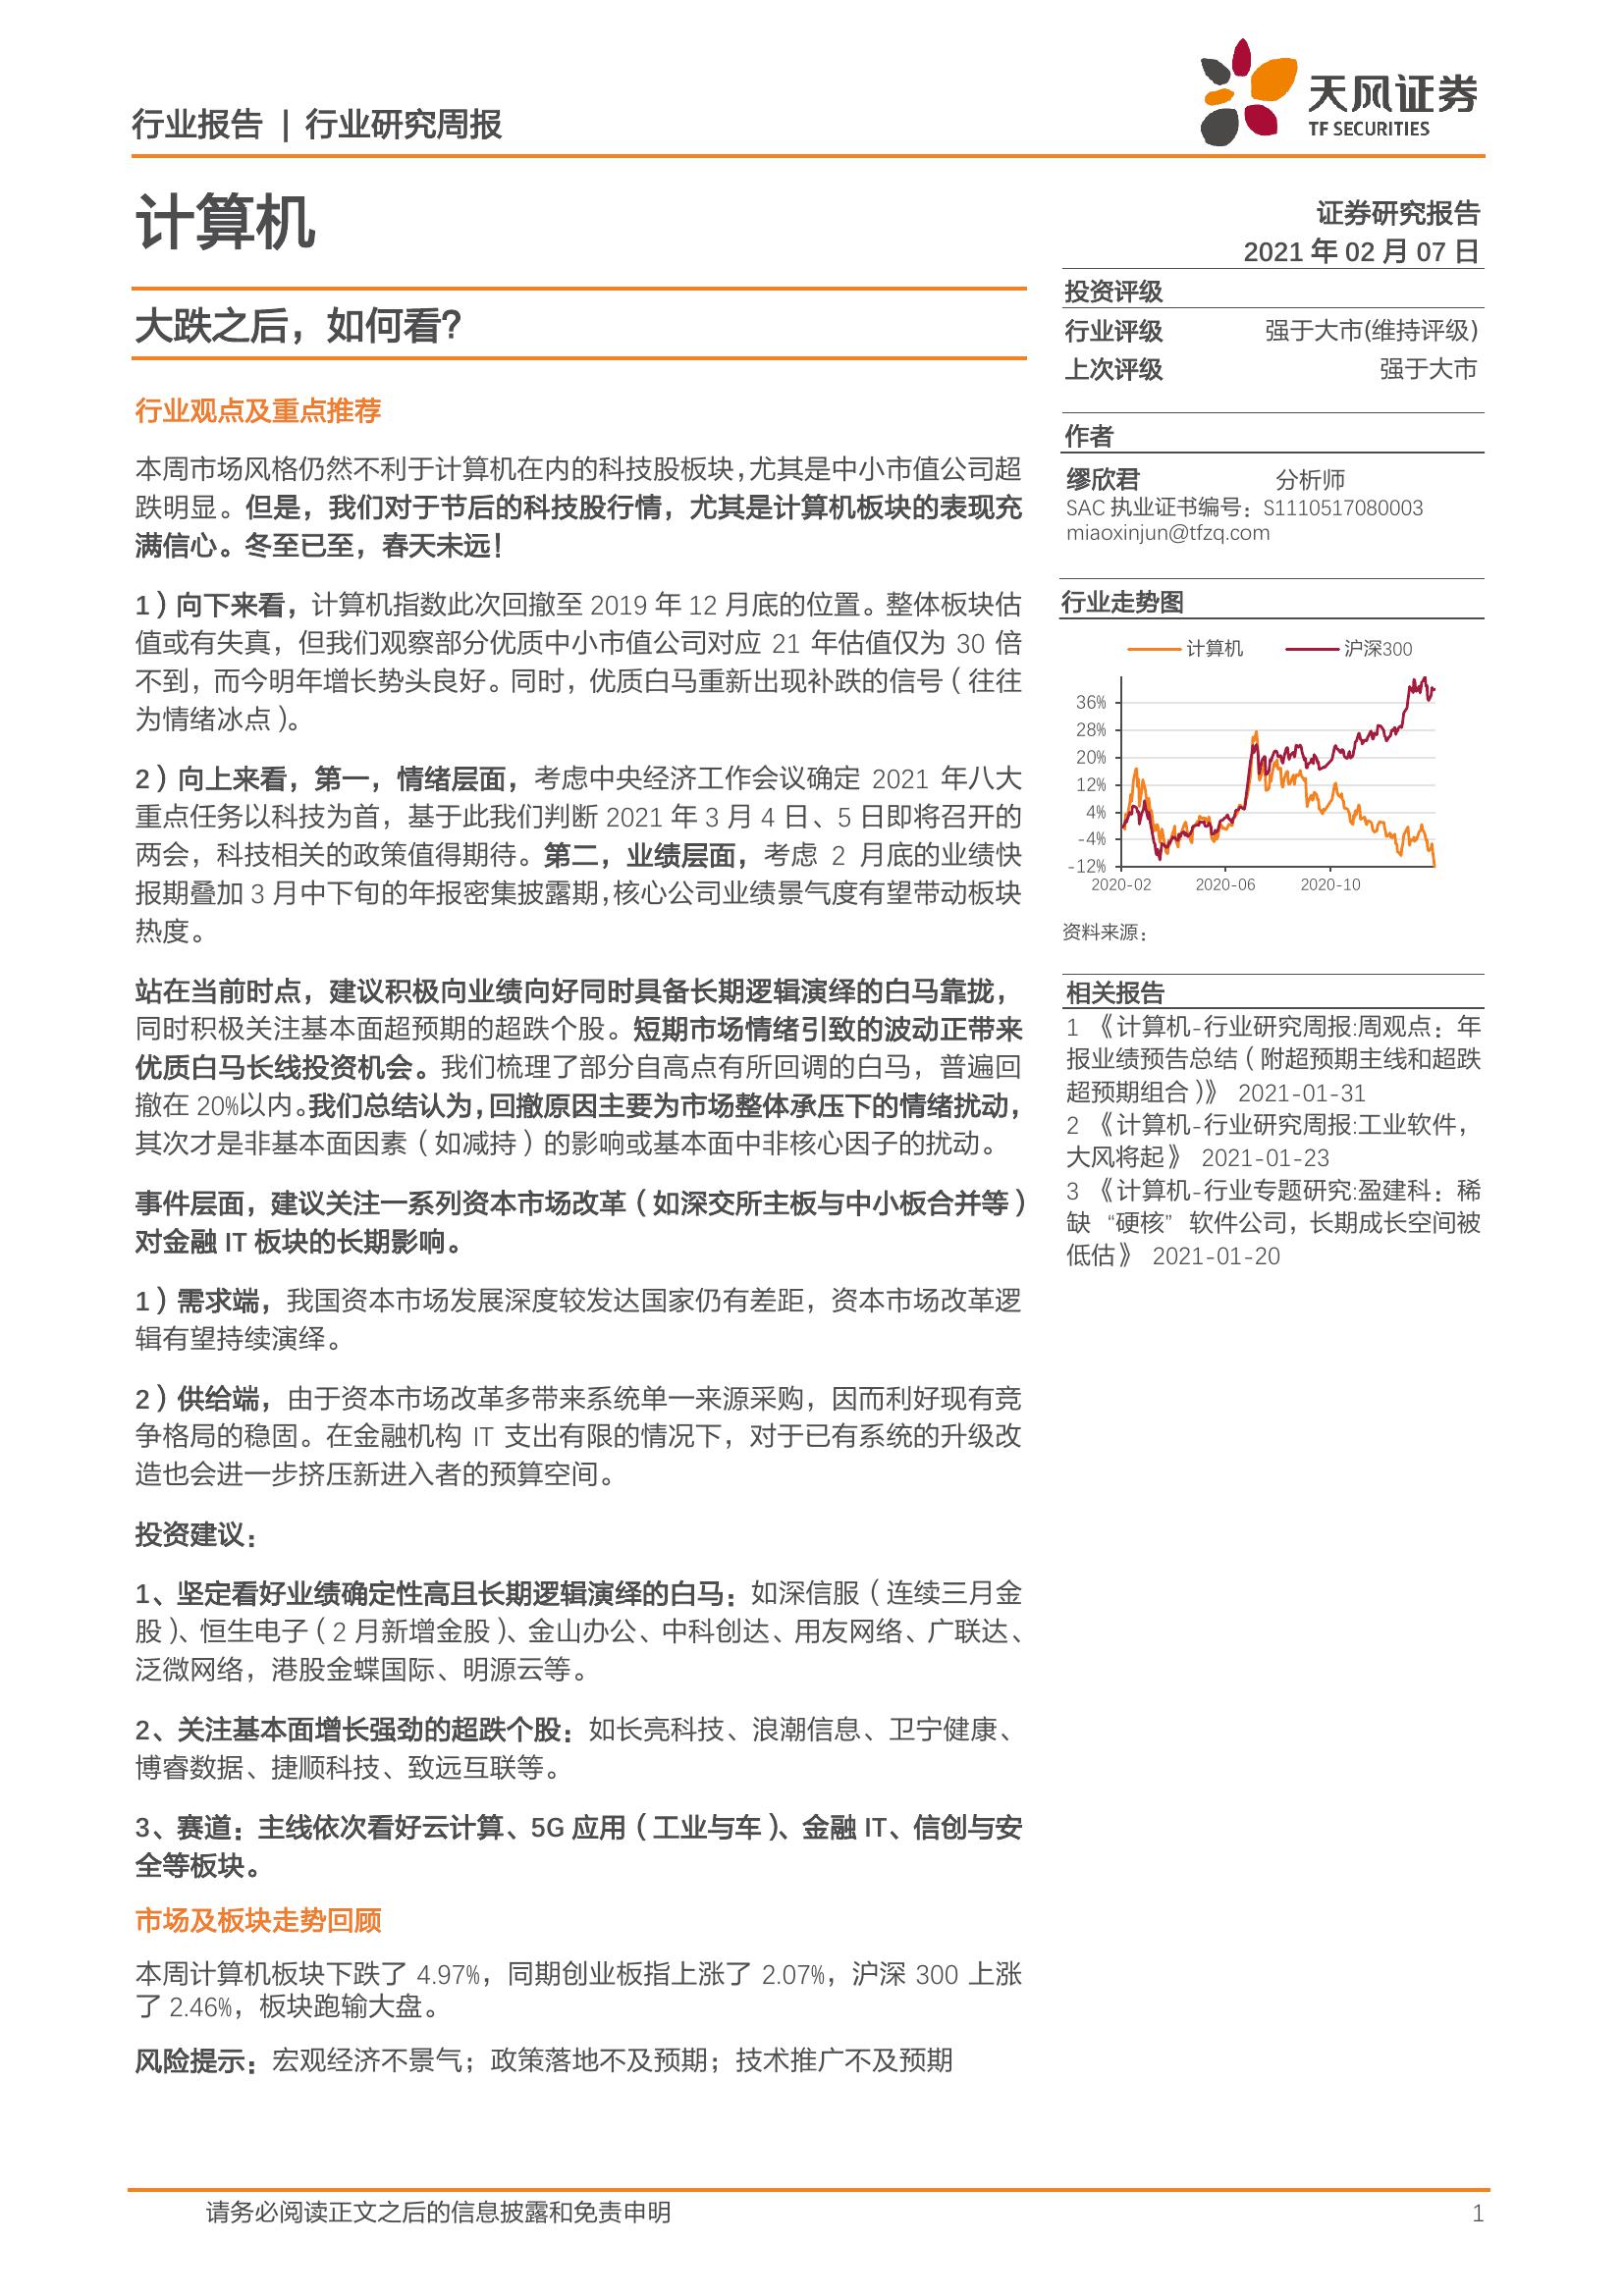 行业报告 | 行业研究周报
天风证券
TF SECURITIES
计算机
证券研究报告
2021 年 02 月 07 日
大跌之后，如何看？
行业观点及重点推荐
本周市场风格仍然不利于计算机在内的科技股板块，尤其是中小市值公司超
跌明显。但是，我们对于节后的科技股行情，尤其是计算机板块的表现充
满信心。冬至已至，春天未远！
1）向下来看，计算机指数此次回撤至 2019 年 12 月底的位置。整体板块估
值或有失真，但我们观察部分优质中小市值公司对应 21 年估值仅为 30 倍
不到，而今明年增长势头良好。同时，优质白马重新出现补跌的信号（往往
为情绪冰点）。
2）向上来看，第一，情绪层面，考虑中央经济工作会议确定 2021 年八大
重点任务以科技为首，基于此我们判断 2021 年 3 月 4 日、5 日即将召开的
两会，科技相关的政策值得期待。第二，业绩层面，考虑 2 月底的业绩快
报期叠加 3 月中下旬的年报密集披露期，核心公司业绩景气度有望带动板块
热度。
站在当前时点，建议积极向业绩向好同时具备长期逻辑演绎的白马靠拢，
同时积极关注基本面超预期的超跌个股。短期市场情绪引致的波动正带来
优质白马长线投资机会。我们梳理了部分自高点有所回调的白马，普遍回
撤在 20%以内。我们总结认为，回撤原因主要为市场整体承压下的情绪扰动，
其次才是非基本面因素（如减持）的影响或基本面中非核心因子的扰动。
事件层面，建议关注一系列资本市场改革（如深交所主板与中小板合并等）
对金融 IT 板块的长期影响。
1）需求端，我国资本市场发展深度较发达国家仍有差距，资本市场改革逻
辑有望持续演绎。
2）供给端，由于资本市场改革多带来系统单一来源采购，因而利好现有竞
争格局的稳固。在金融机构 IT 支出有限的情况下，对于已有系统的升级改
造也会进一步挤压新进入者的预算空间。
投资建议：
1、坚定看好业绩确定性高且长期逻辑演绎的白马：如深信服（连续三月金
股）、恒生电子（2 月新增金股）、金山办公、中科创达、用友网络、广联达、
泛微网络，港股金蝶国际、明源云等。
2、关注基本面增长强劲的超跌个股：如长亮科技、浪潮信息、卫宁健康、
博睿数据、捷顺科技、致远互联等。
3、赛道：主线依次看好云计算、5G 应用（工业与车）、金融 IT、信创与安
全等板块。
市场及板块走势回顾
本周计算机板块下跌了 4.97%，同期创业板指上涨了 2.07%，沪深 300 上涨
了 2.46%，板块跑输大盘。
风险提示：宏观经济不景气；政策落地不及预期；技术推广不及预期
投资评级
行业评级 强于大市(维持评级)
上次评级 强于大市
作者
缪欣君 分析师
SAC 执业证书编号：S1110517080003
miaoxinjun@tfzq.com
行业走势图
计算机 沪深300
36%
28%
20%
12%
4%
-4%
-12%
2020-02 2020-06 2020-10
资料来源：
相关报告
1 《计算机-行业研究周报:周观点：年
报业绩预告总结（附超预期主线和超跌
超预期组合）》 2021-01-31
2 《计算机-行业研究周报:工业软件，
大风将起》 2021-01-23
3 《计算机-行业专题研究:盈建科：稀
缺 “硬核” 软件公司，长期成长空间被
低估》 2021-01-20
请务必阅读正文之后的信息披露和免责申明 1